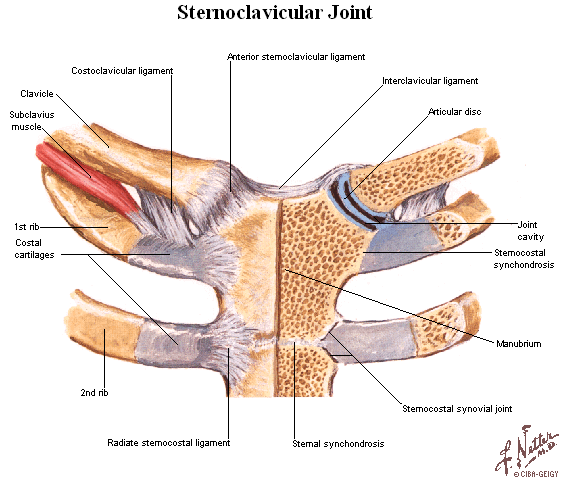 Sternoclavicular Joint
Anterior sternoclavicular ligament
Costoclavicular ligament
Interclavicular ligament
Clavicle
Articular disc
Subclavius
muscle
1st rib
Joint
cavity
Costal
cartilages
Sternocostal
synchondrosis
Manubrium
2nd rib
Sternocostal synovial joint
Radiate sternocostal ligament
Sternal synchondrosis
F. Netter
M.D.
©CIBA-GEIGY